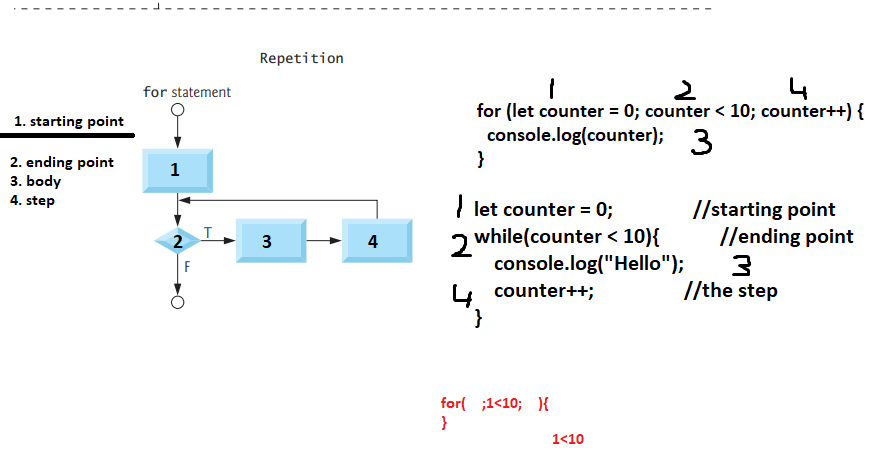 Repetition
for statement
1. starting point
2. ending point
3. body
4. step
1
2
T
3
4
F
1 2 4
for (let counter = 0; counter < 10; counter++) {
console.log(counter); 3
}
1 let counter = 0; //starting point
2 while(counter < 10){ //ending point
console.log("Hello"); 3
4 counter++; //the step
}
for( ;1<10; ){
}
1<10